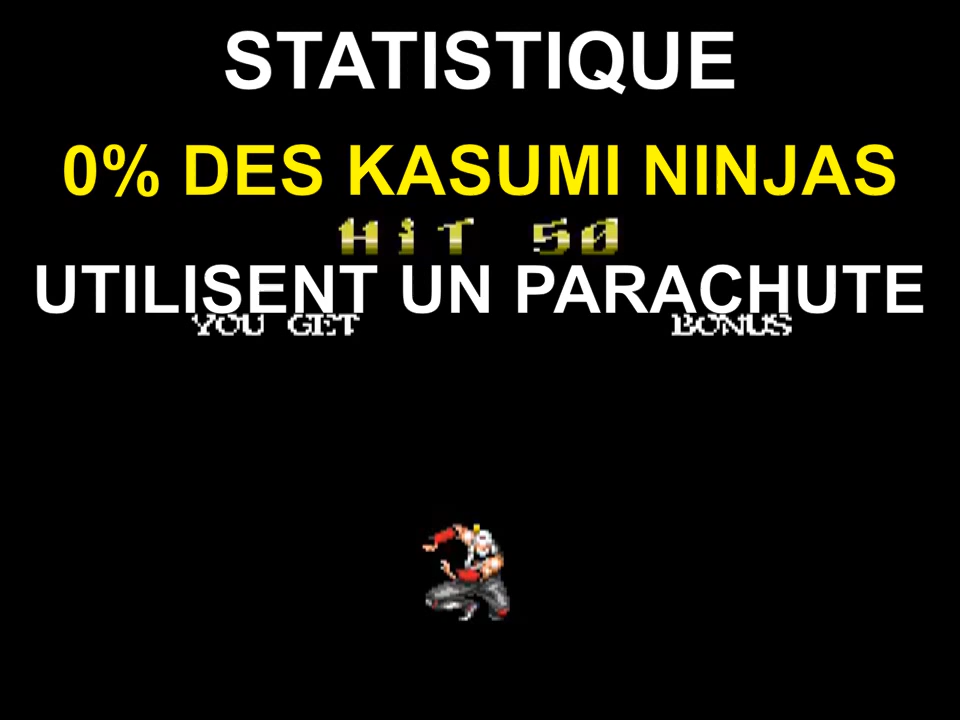 STATISTIQUE
0% DES KASUMI NINJAS
HiT 50
UTILISENT UN PARACHUTE
YOU GET BONUS